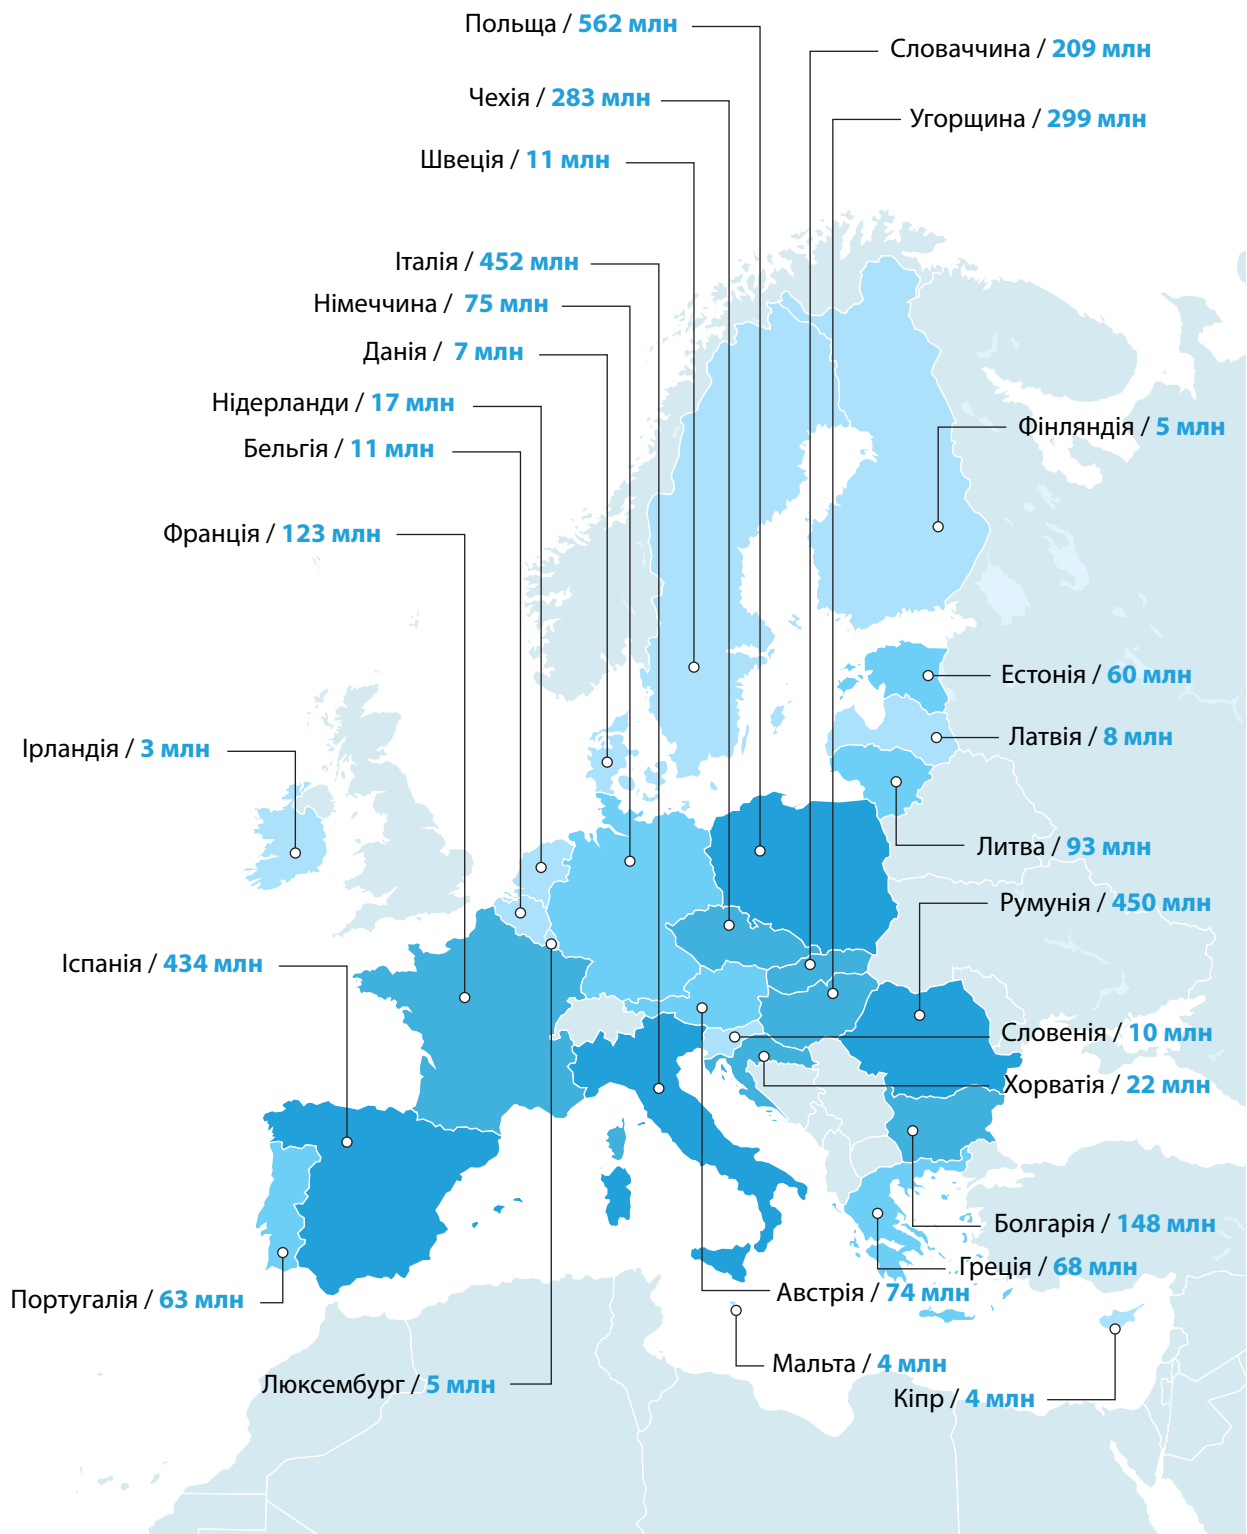 Польща / 562 млн
Словаччина / 209 млн
Чехія / 283 млн
Угорщина / 299 млн
Швеція / 11 млн
Італія / 452 млн
Німеччина / 75 млн
Данія / 7 млн
Нідерланди / 17 млн
Фінляндія / 5 млн
Бельгія / 11 млн
Франція / 123 млн
Естонія / 60 млн
Латвія / 8 млн
Ірландія / 3 млн
Литва / 93 млн
Румунія / 450 млн
Іспанія / 434 млн
Словенія / 10 млн
Хорватія / 22 млн
Болгарія / 148 млн
Греція / 68 млн
Австрія / 74 млн
Португалія / 63 млн
Мальта / 4 млн
Люксембург / 5 млн
Кіпр / 4 млн